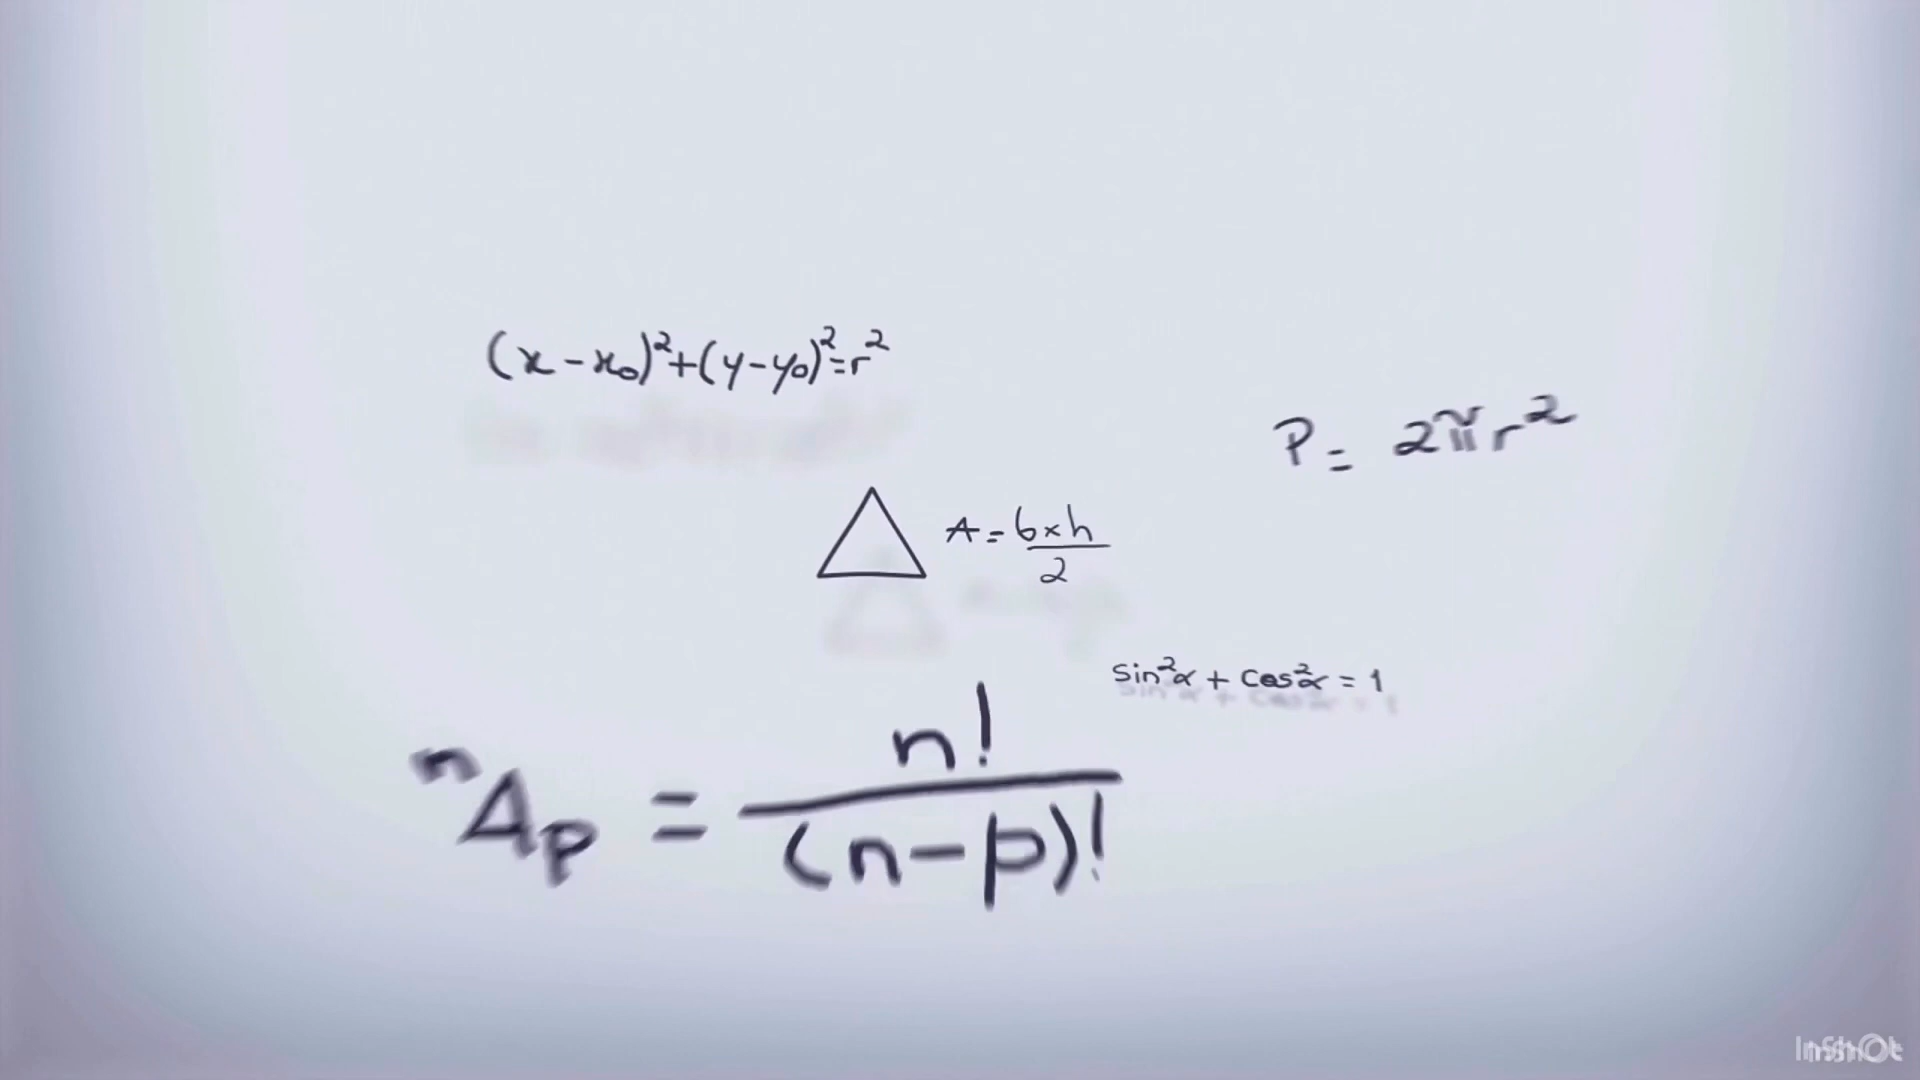 (x-x₀)²+(y-y₀)²=r²
P= 2πr²
A=b×h
2
sin²α + cos²α = 1
ⁿAₚ = n!
(n-p)!
InShOt